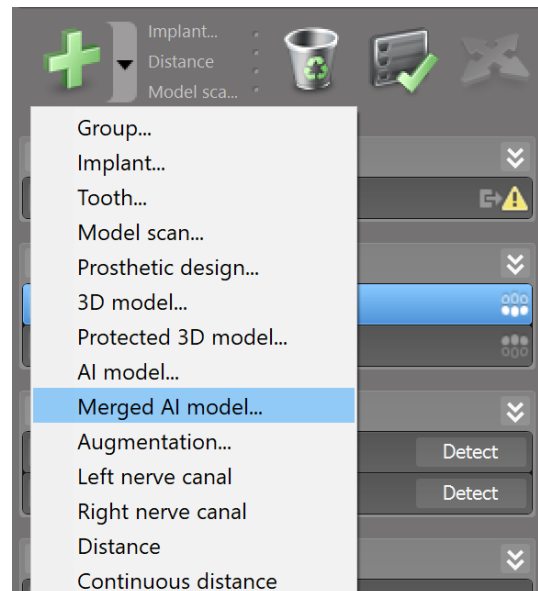 Implant...
Distance
Model sca...
Group...
Implant...
Tooth...
Model scan...
Prosthetic design...
3D model...
Protected 3D model...
AI model...
Merged AI model...
Augmentation...
Detect
Left nerve canal
Detect
Right nerve canal
Distance
Continuous distance